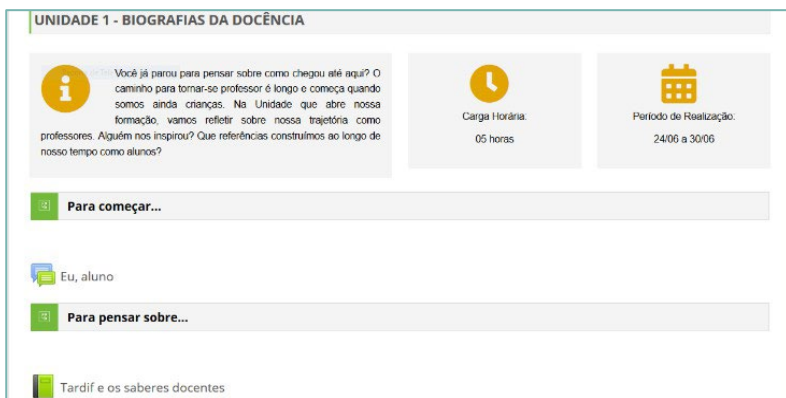 UNIDADE 1 - BIOGRAFIAS DA DOCÊNCIA
Você já parou para pensar sobre como chegou até aqui? O
caminho para tornar-se professor é longo e começa quando
somos ainda crianças. Na Unidade que abre nossa
formação, vamos refletir sobre nossa trajetória como
professores. Alguém nos inspirou? Que referências construímos ao longo de
nosso tempo como alunos?
Carga Horária:
05 horas
Período de Realização:
24/06 a 30/06
Para começar...
Eu, aluno
Para pensar sobre...
Tardif e os saberes docentes